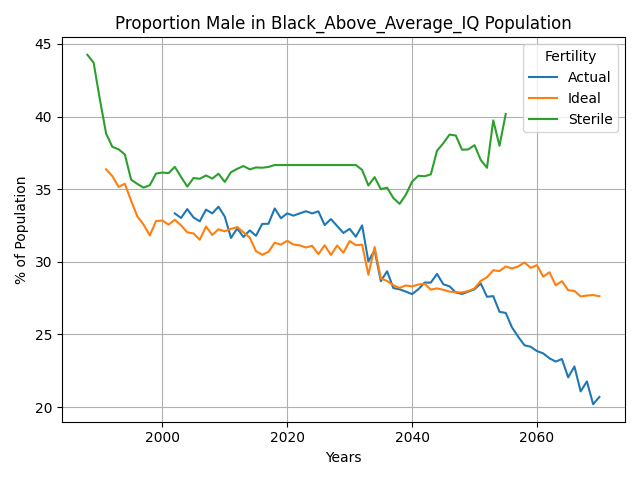 Proportion Male in Black_Above_Average_IQ Population
% of Population
45
40
35
30
25
20
2000
2020
2040
2060
Years
Fertility
Actual
Ideal
Sterile